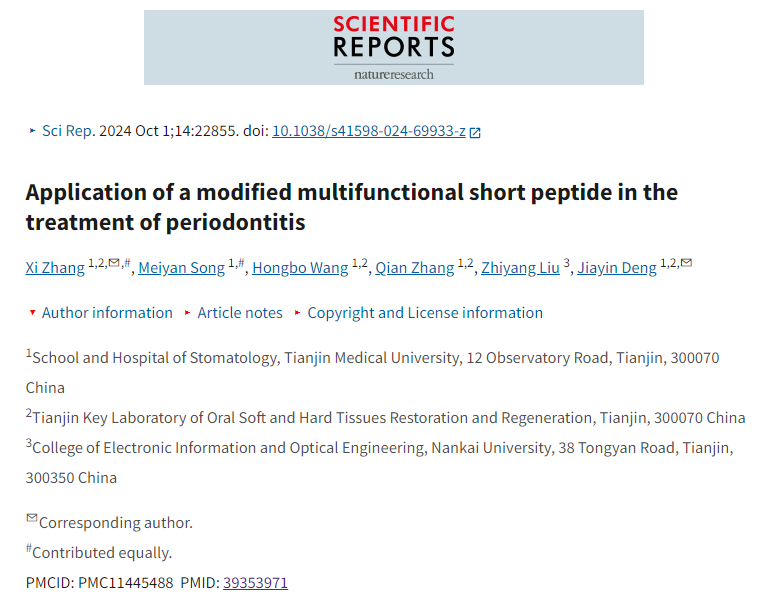 SCIENTIFIC
REPORTS
natureresearch
‣ Sci Rep. 2024 Oct 1;14:22855. doi: 10.1038/s41598-024-69933-z
Application of a modified multifunctional short peptide in the
treatment of periodontitis
Xi Zhang 1,2,✉,#, Meiyan Song 1,#, Hongbo Wang 1,2, Qian Zhang 1,2, Zhiyang Liu 3, Jiayin Deng 1,2,✉
▾ Author information ▸ Article notes ▸ Copyright and License information
1School and Hospital of Stomatology, Tianjin Medical University, 12 Observatory Road, Tianjin, 300070
China
2Tianjin Key Laboratory of Oral Soft and Hard Tissues Restoration and Regeneration, Tianjin, 300070 China
3College of Electronic Information and Optical Engineering, Nankai University, 38 Tongyan Road, Tianjin,
300350 China
✉Corresponding author.
#Contributed equally.
PMCID: PMC11445488 PMID: 39353971